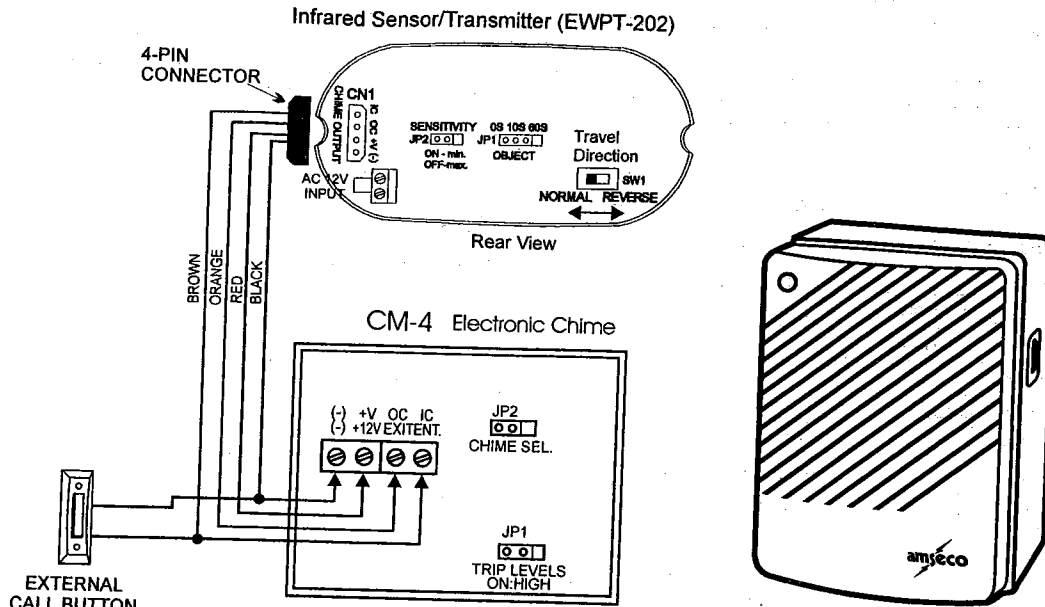 Infrared Sensor/Transmitter (EWPT-202)
4-PIN
CONNECTOR
CN1
CHIME OUTPUT
IC OC +V (-)
SENSITIVITY
JP2
ON - min.
OFF-max.
0S 10S 60S
JP1
OBJECT
Travel
Direction
SW1
NORMAL REVERSE
AC 12V
INPUT
Rear View
BROWN
ORANGE
RED
BLACK
CM-4 Electronic Chime
(-) +V OC IC
(-) +12V EXIT ENT.
JP2
CHIME SEL.
JP1
TRIP LEVELS
ON:HIGH
EXTERNAL
CALL BUTTON
amseco